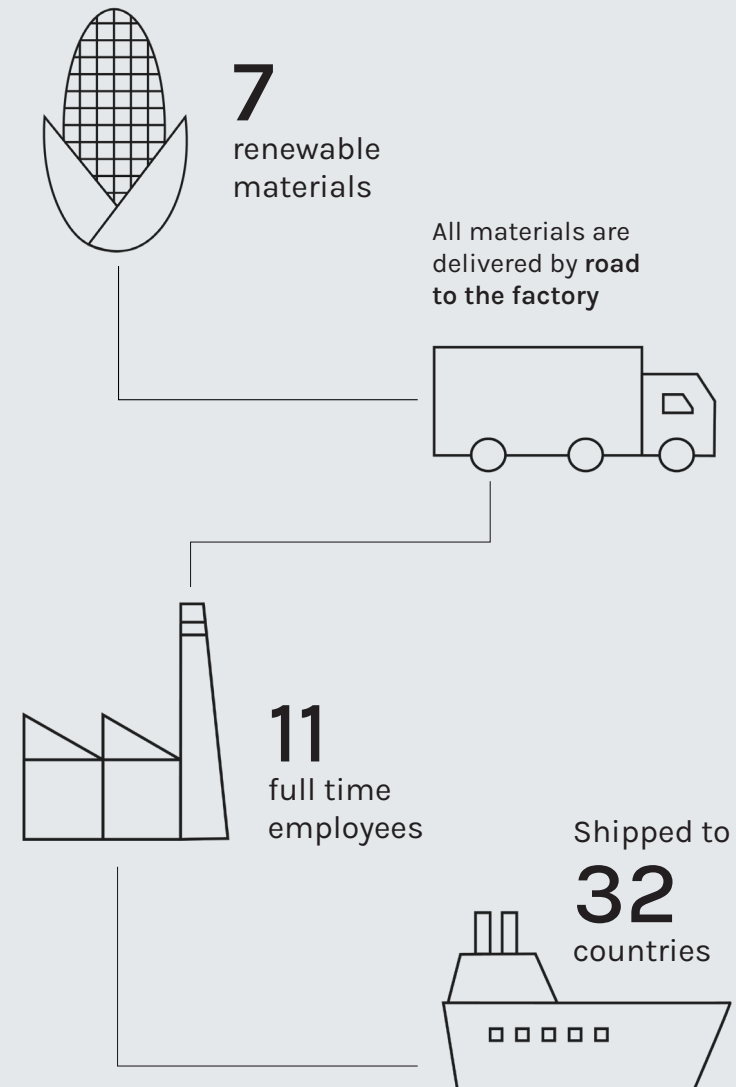 7
renewable
materials
All materials are
delivered by road
to the factory
11
full time
employees
Shipped to
32
countries